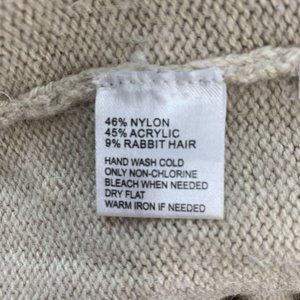 46% NYLON
45% ACRYLIC
9% RABBIT HAIR
HAND WASH COLD
ONLY NON-CHLORINE
BLEACH WHEN NEEDED
DRY FLAT
WARM IRON IF NEEDED